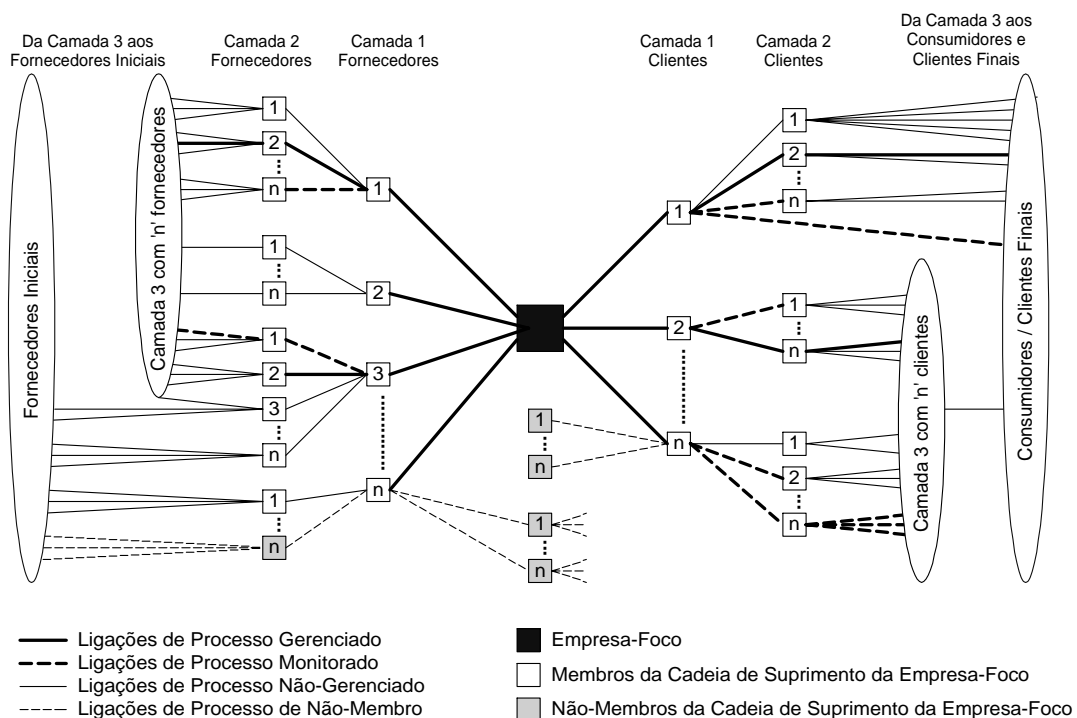 Da Camada 3 aos
Fornecedores Iniciais
Camada 2
Fornecedores
Camada 1
Fornecedores
Camada 1
Clientes
Camada 2
Clientes
Da Camada 3 aos
Consumidores e
Clientes Finais
Fornecedores Iniciais
Camada 3 com 'n' fornecedores
1
2
n
1
n
1
2
3
n
1
n
1
2
3
n
1
n
1
n
1
2
n
1
2
n
1
n
1
2
n
Camada 3 com 'n' clientes
Consumidores / Clientes Finais
Ligações de Processo Gerenciado
Ligações de Processo Monitorado
Ligações de Processo Não-Gerenciado
Ligações de Processo de Não-Membro
Empresa-Foco
Membros da Cadeia de Suprimento da Empresa-Foco
Não-Membros da Cadeia de Suprimento da Empresa-Foco